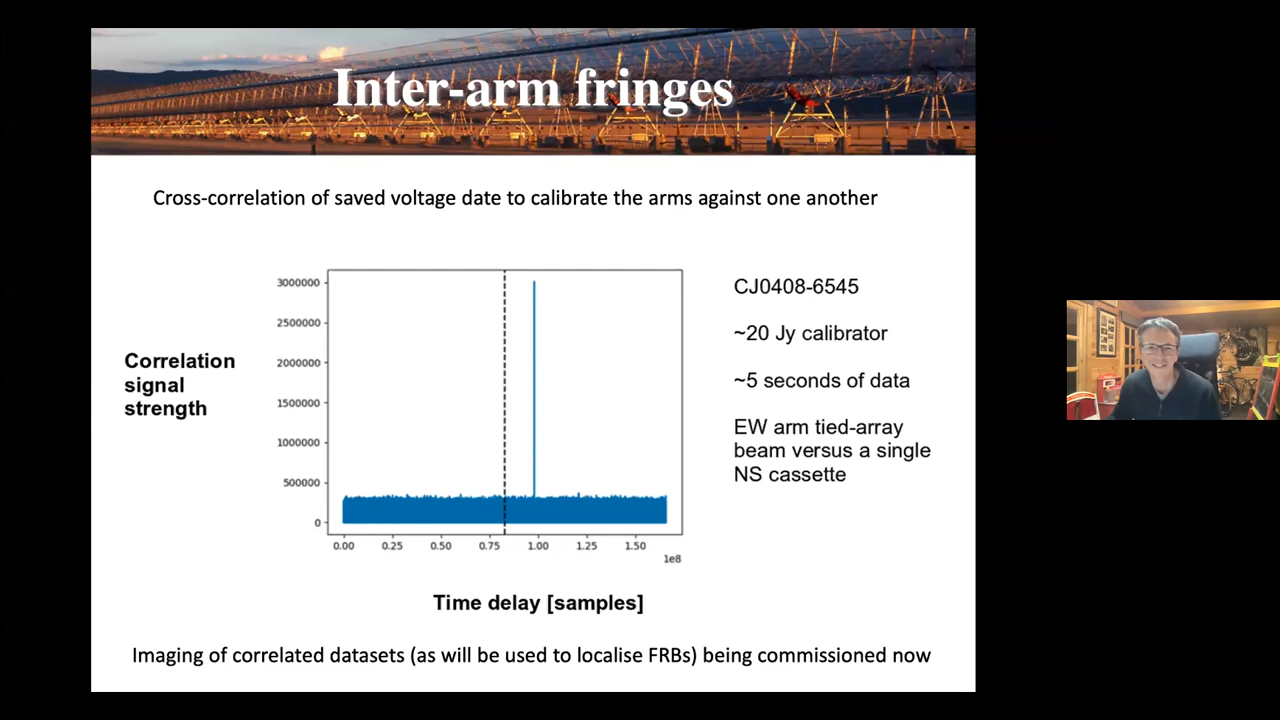 Inter-arm fringes
Cross-correlation of saved voltage date to calibrate the arms against one another
Correlation
signal
strength
3000000
2500000
2000000
1500000
1000000
500000
0
0.00 0.25 0.50 0.75 1.00 1.25 1.50
1e8
Time delay [samples]
CJ0408-6545
~20 Jy calibrator
~5 seconds of data
EW arm tied-array
beam versus a single
NS cassette
Imaging of correlated datasets (as will be used to localise FRBs) being commissioned now